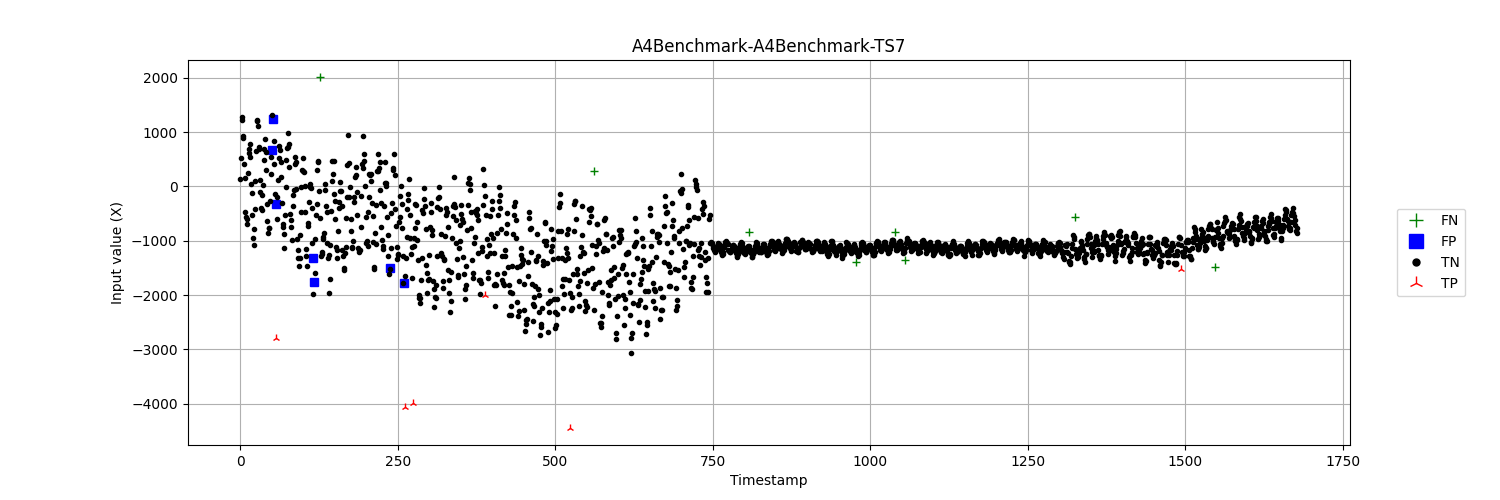 A4Benchmark-A4Benchmark-TS7
Input value (X)
2000
1000
0
−1000
−2000
−3000
−4000
0 250 500 750 1000 1250 1500 1750
Timestamp
FN
FP
TN
TP